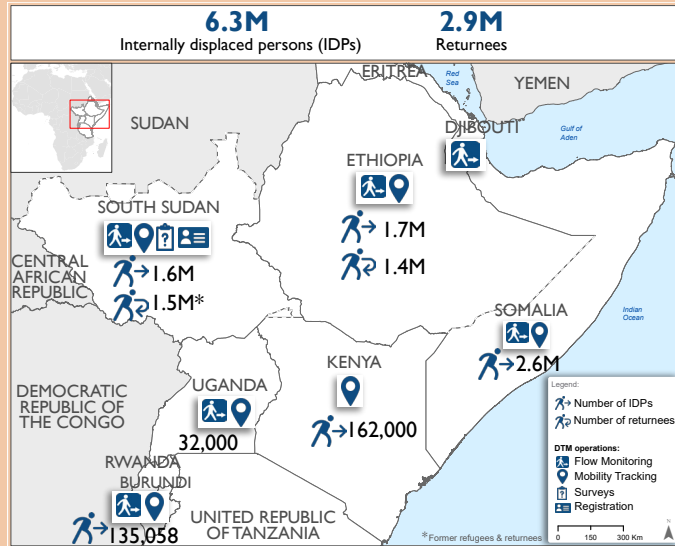 6.3M
2.9M
Internally displaced persons (IDPs)
Returnees
ERITREA
Red
Sea
YEMEN
SUDAN
DJIBOUTI
Gulf of
Aden
ETHIOPIA
1.7M
1.4M
SOUTH SUDAN
1.6M
1.5M*
CENTRAL
AFRICAN
REPUBLIC
SOMALIA
2.6M
Indian
Ocean
KENYA
162,000
UGANDA
32,000
DEMOCRATIC
REPUBLIC OF
THE CONGO
RWANDA
BURUNDI
135,058
UNITED REPUBLIC
OF TANZANIA
Legend:
Number of IDPs
Number of returnees
DTM operations:
Flow Monitoring
Mobility Tracking
Surveys
Registration
0 150 300 Km
N
*Former refugees & returnees